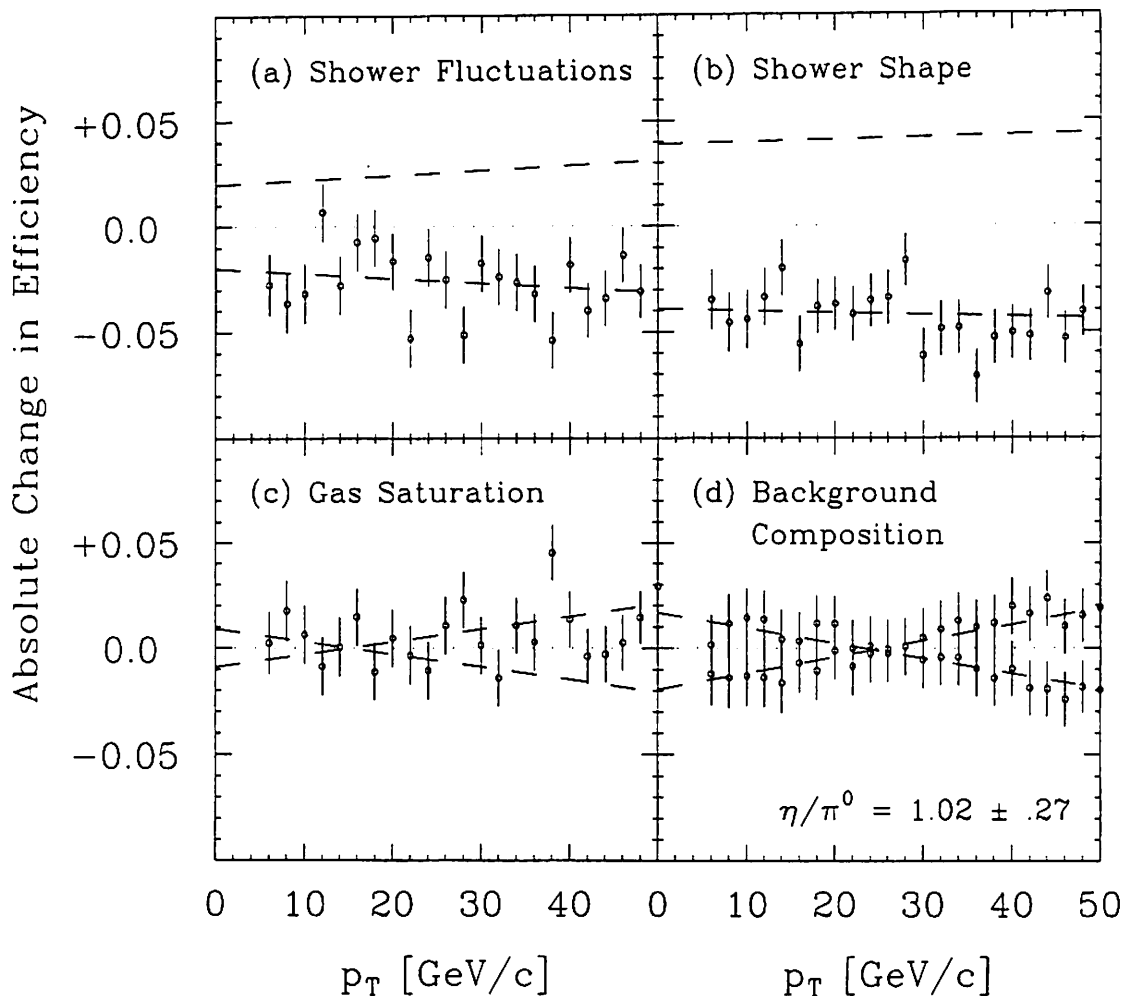 Absolute Change in Efficiency
(a) Shower Fluctuations
(b) Shower Shape
+0.05
0.0
−0.05
(c) Gas Saturation
(d) Background
Composition
+0.05
0.0
−0.05
η/π⁰ = 1.02 ± .27
0 10 20 30 40 0 10 20 30 40 50
p_T [GeV/c]
p_T [GeV/c]